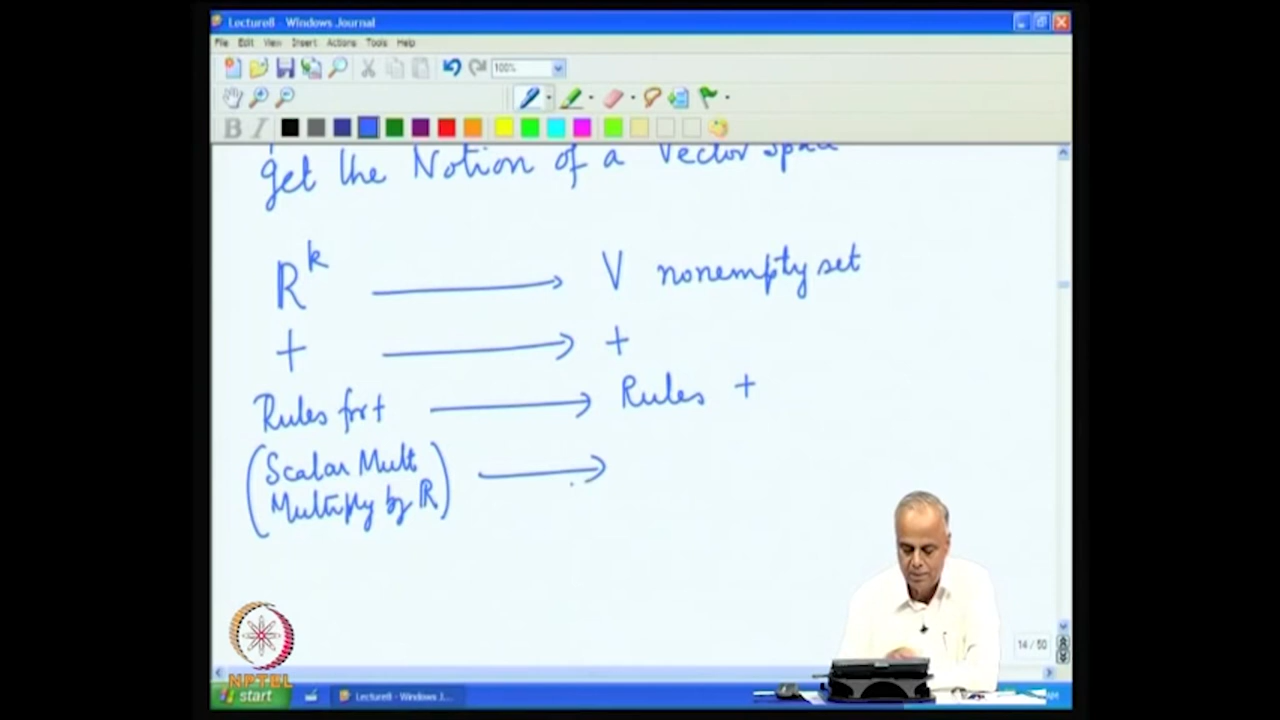 Lecture8 - Windows Journal
File Edit View Insert Actions Tools Help
100%
B I
get the Notion of a Vector space
R^k → V nonempty set
+ → +
Rules for + → Rules +
(Scalar Mult →
Multiply by R)
14 / 50
NPTEL
start Lecture8 - Windows J...
AM